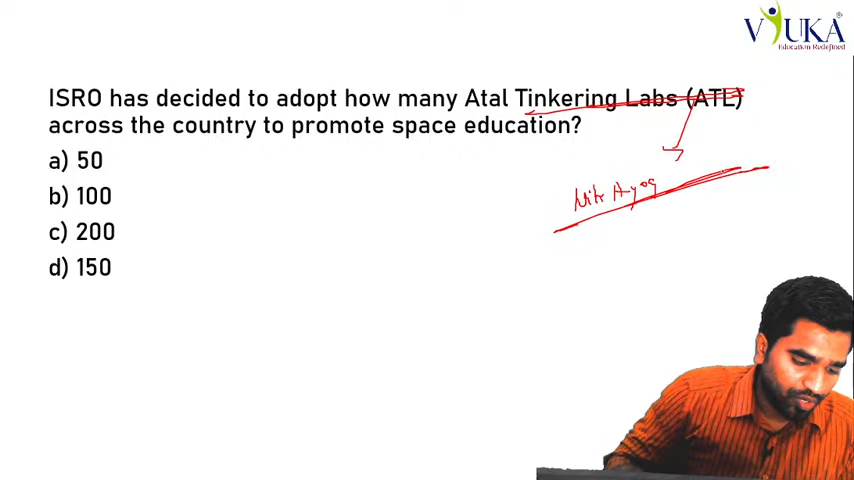 VYUKA
Education Redefined
ISRO has decided to adopt how many Atal Tinkering Labs (ATL)
across the country to promote space education?
a) 50
b) 100
c) 200
d) 150
Niti Ayog